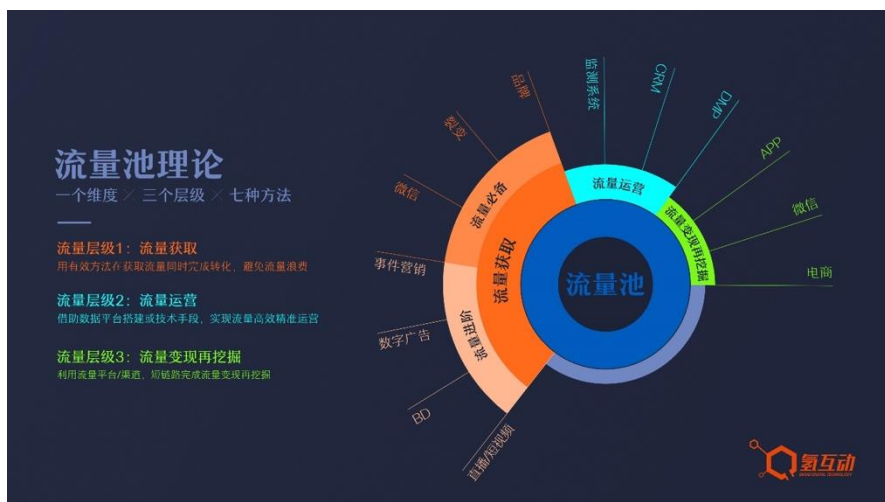 流量池理论
一个维度 × 三个层级 × 七种方法
流量层级1：流量获取
用有效方法在获取流量同时完成转化，避免流量浪费
流量层级2：流量运营
借助数据平台搭建或技术手段，实现流量高效精准运营
流量层级3：流量变现再挖掘
利用流量平台/渠道，短链路完成流量变现再挖掘
品牌
裂变
微信
事件营销
数字广告
BD
直播/短视频
流量必备
流量进阶
流量获取
监测系统
CRM
DMP
流量运营
APP
微信
电商
流量变现再挖掘
流量池
氢互动